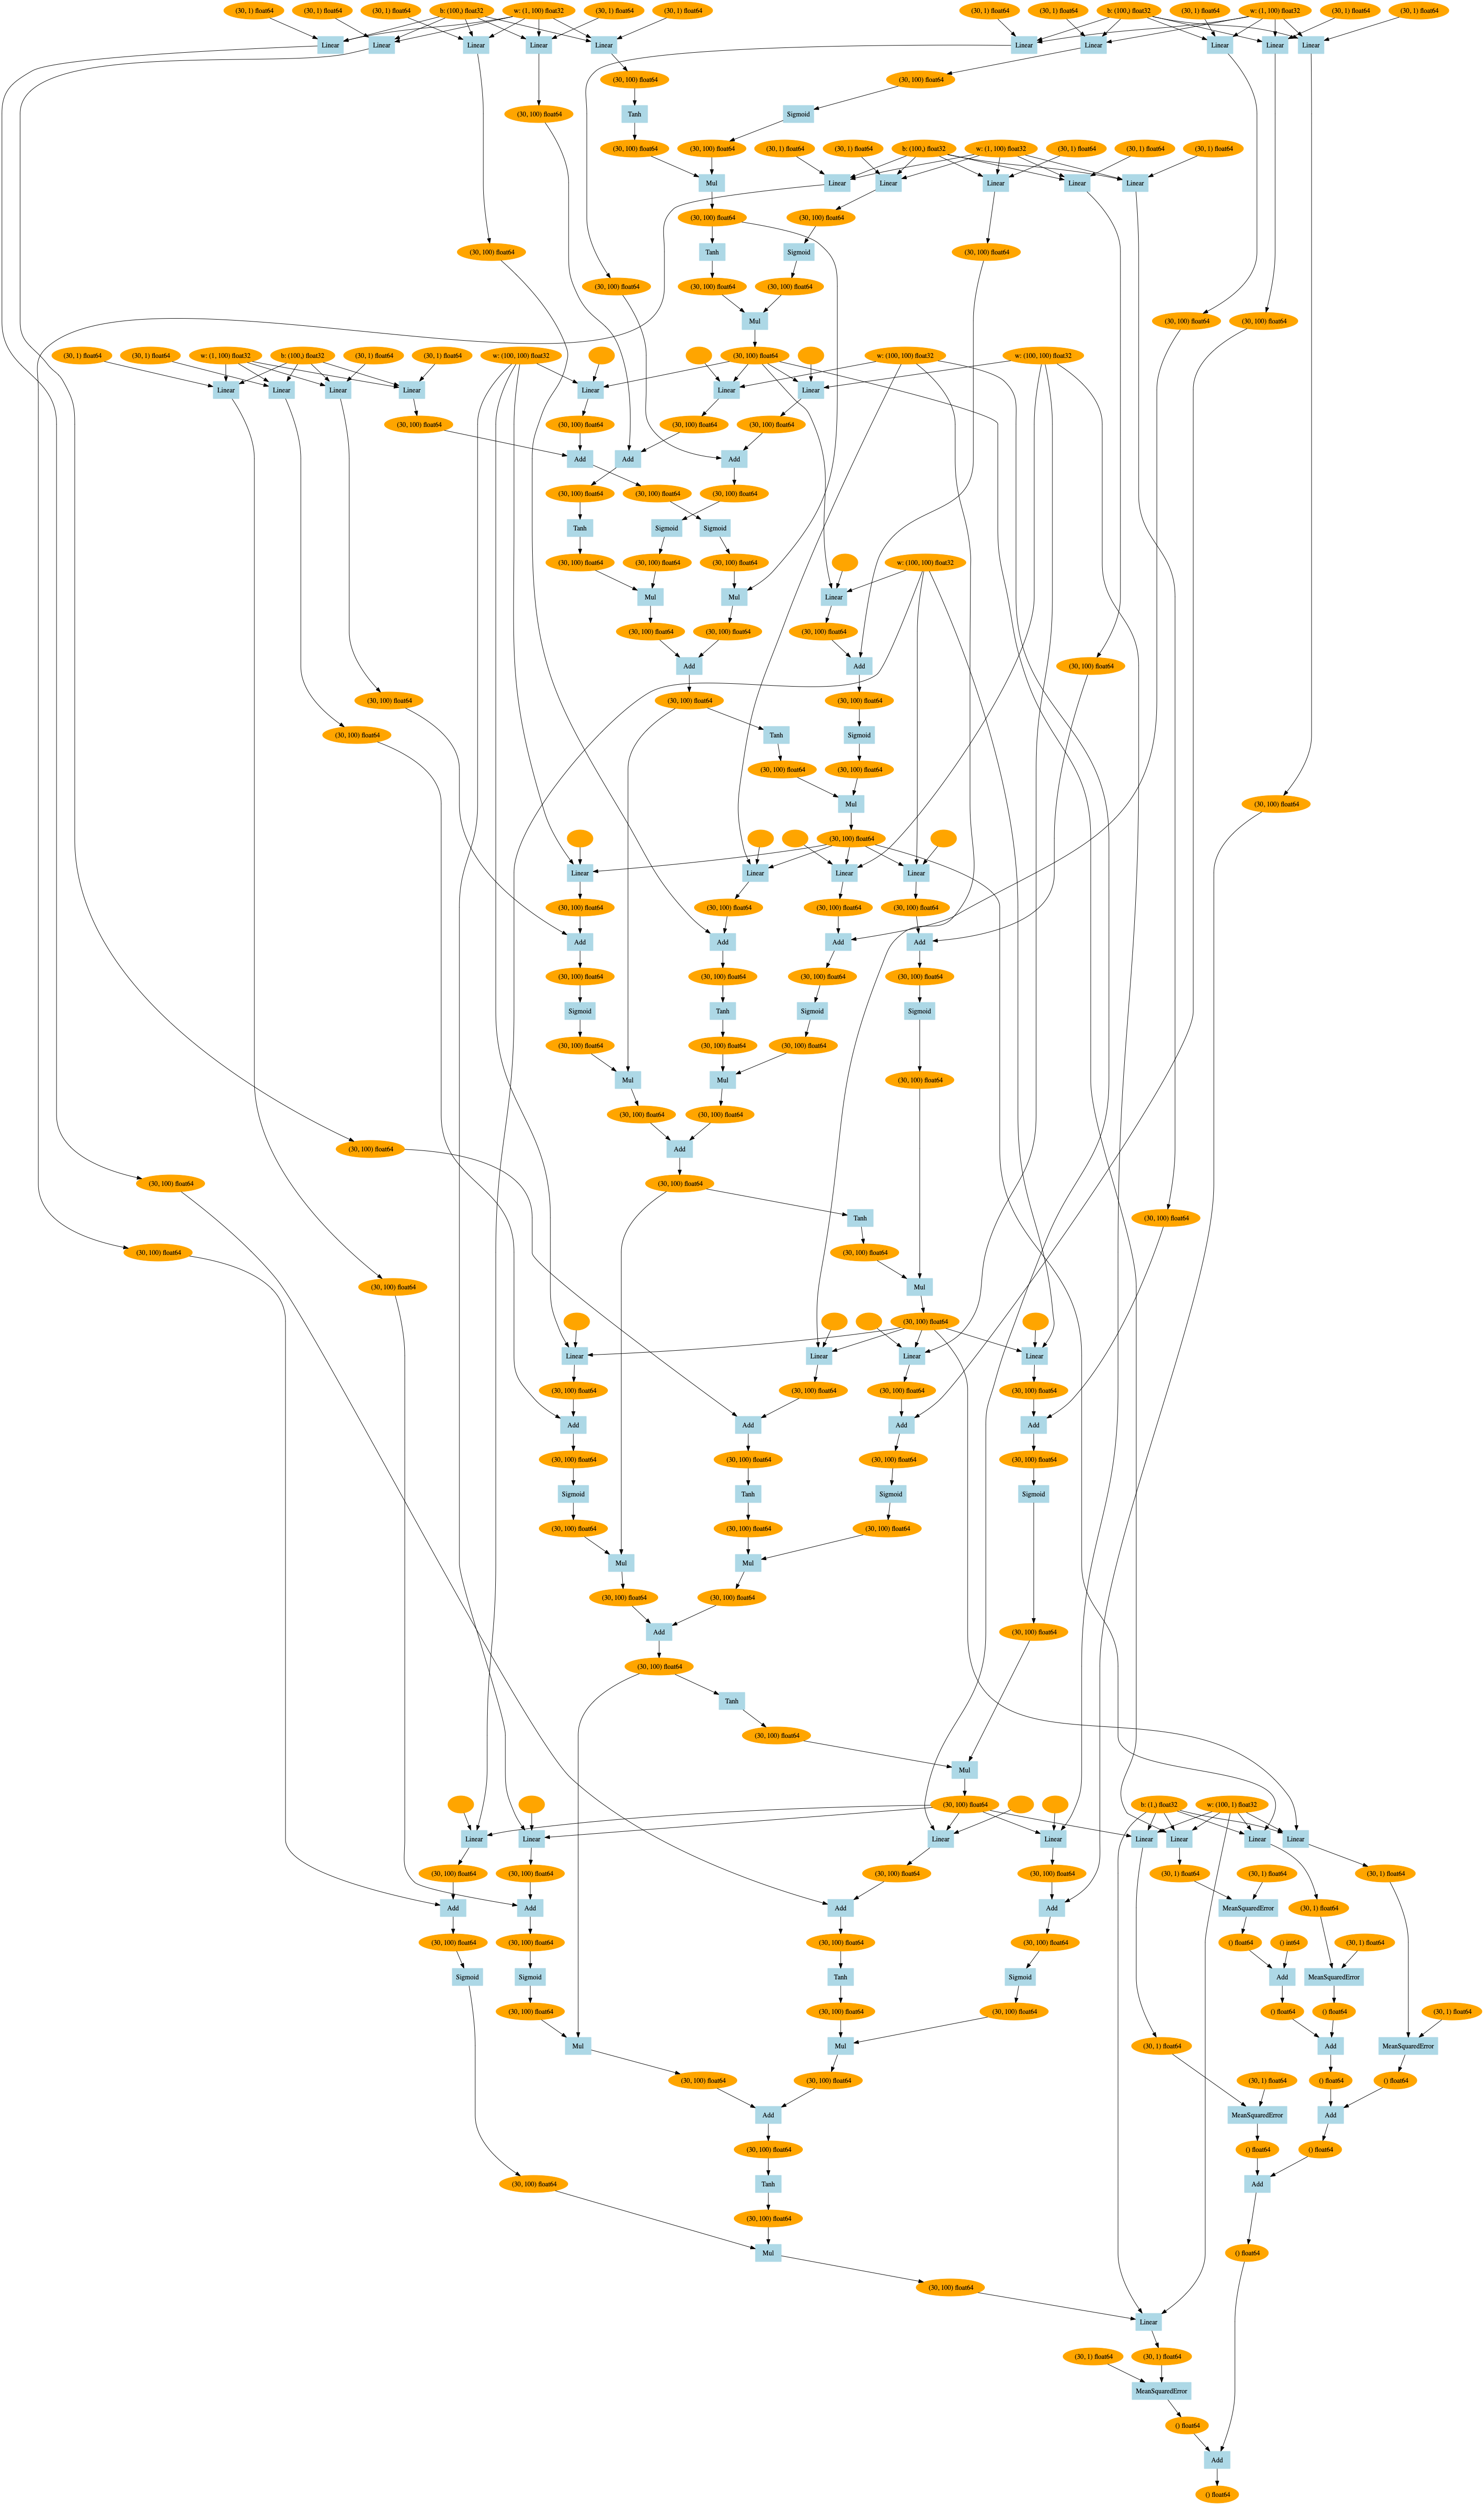 (30, 1) float64 (30, 1) float64 (30, 1) float64 b: (100,) float32 w: (1, 100) float32 (30, 1) float64 (30, 1) float64 (30, 1) float64 (30, 1) float64 b: (100,) float32 (30, 1) float64 w: (1, 100) float32 (30, 1) float64 (30, 1) float64
Linear Linear Linear Linear Linear Linear Linear Linear Linear Linear
(30, 100) float64 (30, 100) float64
(30, 100) float64 Tanh Sigmoid
(30, 100) float64 (30, 100) float64 (30, 1) float64 (30, 1) float64 b: (100,) float32 w: (1, 100) float32 (30, 1) float64 (30, 1) float64 (30, 1) float64
Mul Linear Linear Linear Linear Linear
(30, 100) float64 (30, 100) float64
(30, 100) float64 Tanh Sigmoid (30, 100) float64
(30, 100) float64 (30, 100) float64 (30, 100) float64
Mul (30, 100) float64 (30, 100) float64
(30, 1) float64 (30, 1) float64 w: (1, 100) float32 b: (100,) float32 (30, 1) float64 (30, 1) float64 w: (100, 100) float32 (30, 100) float64 w: (100, 100) float32 w: (100, 100) float32
Linear Linear Linear Linear Linear Linear Linear
(30, 100) float64 (30, 100) float64 (30, 100) float64 (30, 100) float64
Add Add Add
(30, 100) float64 (30, 100) float64 (30, 100) float64
Tanh Sigmoid Sigmoid
(30, 100) float64 (30, 100) float64 (30, 100) float64 w: (100, 100) float32
Mul Mul Linear
(30, 100) float64 (30, 100) float64 (30, 100) float64
Add Add (30, 100) float64
(30, 100) float64 (30, 100) float64 (30, 100) float64
(30, 100) float64 Tanh Sigmoid
(30, 100) float64 (30, 100) float64
Mul (30, 100) float64
(30, 100) float64
Linear Linear Linear Linear
(30, 100) float64 (30, 100) float64 (30, 100) float64 (30, 100) float64
Add Add Add Add
(30, 100) float64 (30, 100) float64 (30, 100) float64 (30, 100) float64
Sigmoid Tanh Sigmoid Sigmoid
(30, 100) float64 (30, 100) float64 (30, 100) float64
Mul Mul (30, 100) float64
(30, 100) float64 (30, 100) float64
(30, 100) float64 Add
(30, 100) float64 (30, 100) float64
Tanh (30, 100) float64
(30, 100) float64 (30, 100) float64
(30, 100) float64 Mul
(30, 100) float64
Linear Linear Linear Linear
(30, 100) float64 (30, 100) float64 (30, 100) float64 (30, 100) float64
Add Add Add Add
(30, 100) float64 (30, 100) float64 (30, 100) float64 (30, 100) float64
Sigmoid Tanh Sigmoid Sigmoid
(30, 100) float64 (30, 100) float64 (30, 100) float64
Mul Mul
(30, 100) float64 (30, 100) float64
Add (30, 100) float64
(30, 100) float64
Tanh
(30, 100) float64
Mul
(30, 100) float64 b: (1,) float32 w: (100, 1) float32
Linear Linear Linear Linear Linear Linear Linear Linear
(30, 100) float64 (30, 100) float64 (30, 100) float64 (30, 100) float64 (30, 1) float64 (30, 1) float64 (30, 1) float64
Add Add Add Add MeanSquaredError (30, 1) float64
(30, 100) float64 (30, 100) float64 (30, 100) float64 (30, 100) float64 () float64 () int64 (30, 1) float64
Sigmoid Sigmoid Tanh Sigmoid Add MeanSquaredError
(30, 100) float64 (30, 100) float64 (30, 100) float64 () float64 () float64 (30, 1) float64
Mul Mul (30, 1) float64 Add MeanSquaredError
(30, 100) float64 (30, 100) float64 (30, 1) float64 () float64 () float64
Add MeanSquaredError Add
(30, 100) float64 () float64 () float64
(30, 100) float64 Tanh Add
(30, 100) float64
Mul () float64
(30, 100) float64
Linear
(30, 1) float64 (30, 1) float64
MeanSquaredError
() float64
Add
() float64